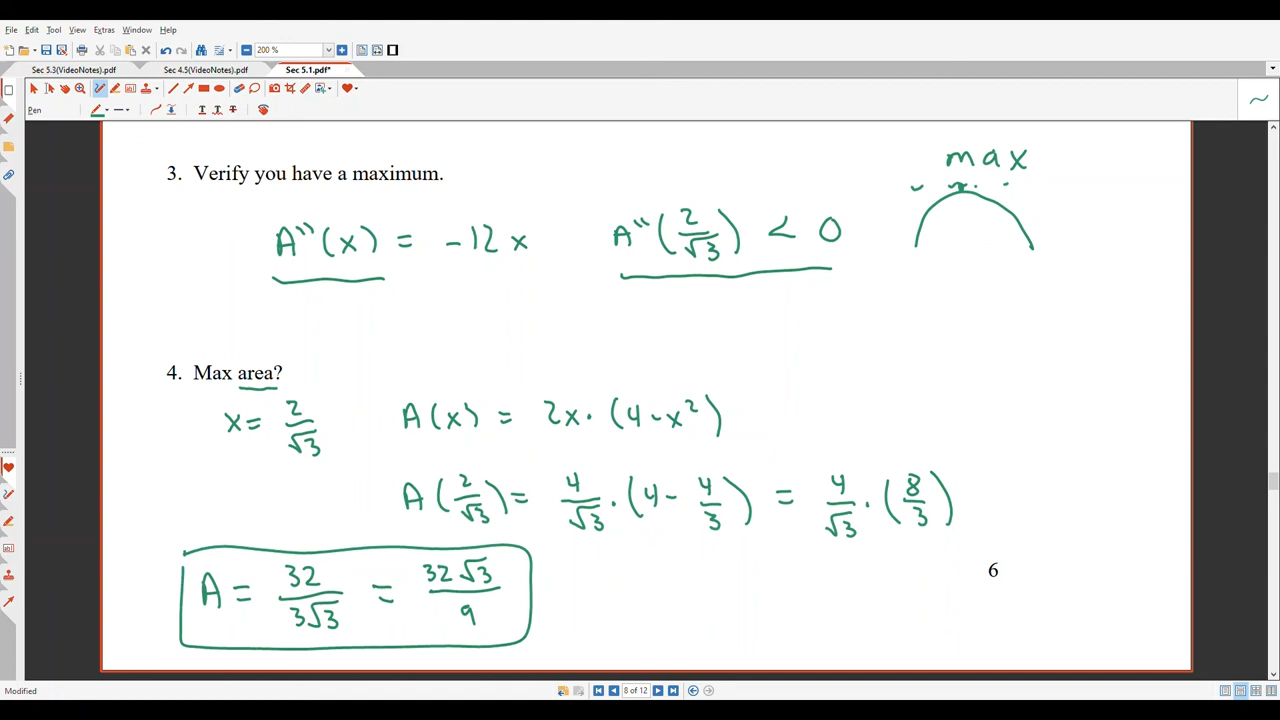 File Edit Tool View Extras Window Help
200 %
Sec 5.3(VideoNotes).pdf Sec 4.5(VideoNotes).pdf Sec 5.1.pdf*
Pen
max
3. Verify you have a maximum.
A''(x) = -12x A''(2/√3) < 0
4. Max area?
x = 2/√3 A(x) = 2x·(4-x²)
A(2/√3) = 4/√3·(4-4/3) = 4/√3·(8/3)
6
A = 32/3√3 = 32√3/9
Modified 8 of 12